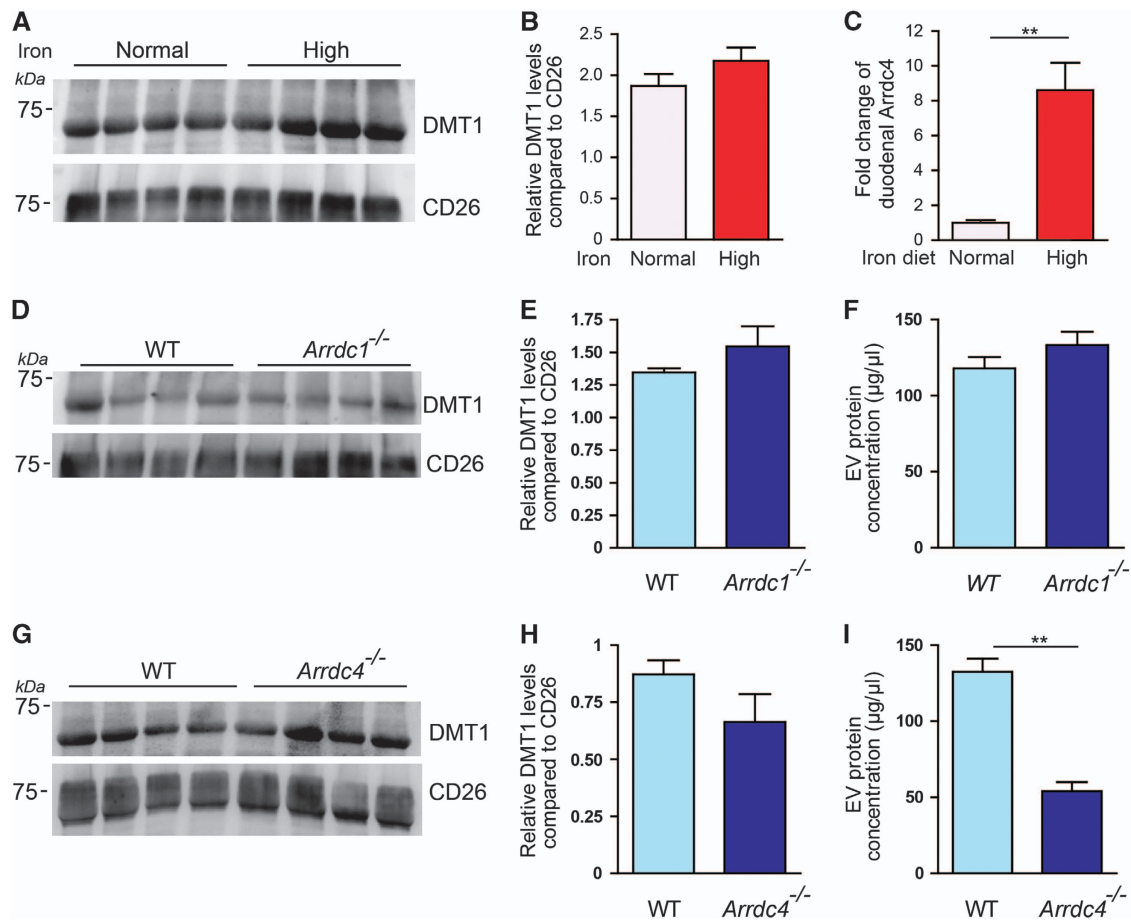 A
Iron Normal High
kDa
75
DMT1
75
CD26
B
Relative DMT1 levels
compared to CD26
2.5
2.0
1.5
1.0
0.5
0
Iron Normal High
C
Fold change of
duodenal Arrdc4
**
12
10
8
6
4
2
0
Iron diet Normal High
D
WT Arrdc1-/-
kDa
75
DMT1
75
CD26
E
Relative DMT1 levels
compared to CD26
1.75
1.50
1.25
1.00
0.75
0.50
0.25
0
WT Arrdc1-/-
F
EV protein
concentration (µg/µl)
150
100
50
0
WT Arrdc1-/-
G
WT Arrdc4-/-
kDa
75
DMT1
75
CD26
H
Relative DMT1 levels
compared to CD26
1
0.75
0.50
0.25
0
WT Arrdc4-/-
I
EV protein
concentration (µg/µl)
**
150
100
50
0
WT Arrdc4-/-